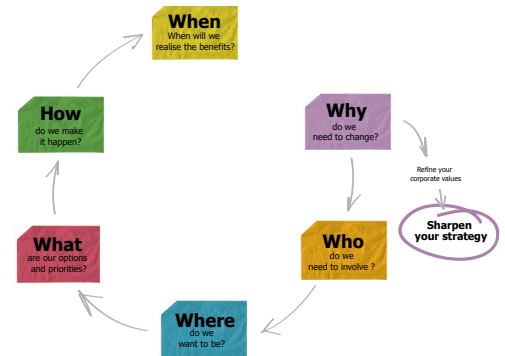 When
When will we
realise the benefits?
How
do we make
it happen?
Why
do we
need to change?
Refine your
corporate values
Sharpen
your strategy
What
are our options
and priorities?
Who
do we
need to involve ?
Where
do we
want to be?